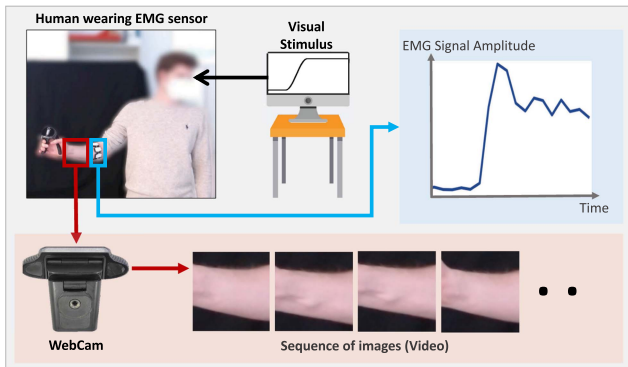 Human wearing EMG sensor
Visual
Stimulus
EMG Signal Amplitude
Time
WebCam
Sequence of images (Video)